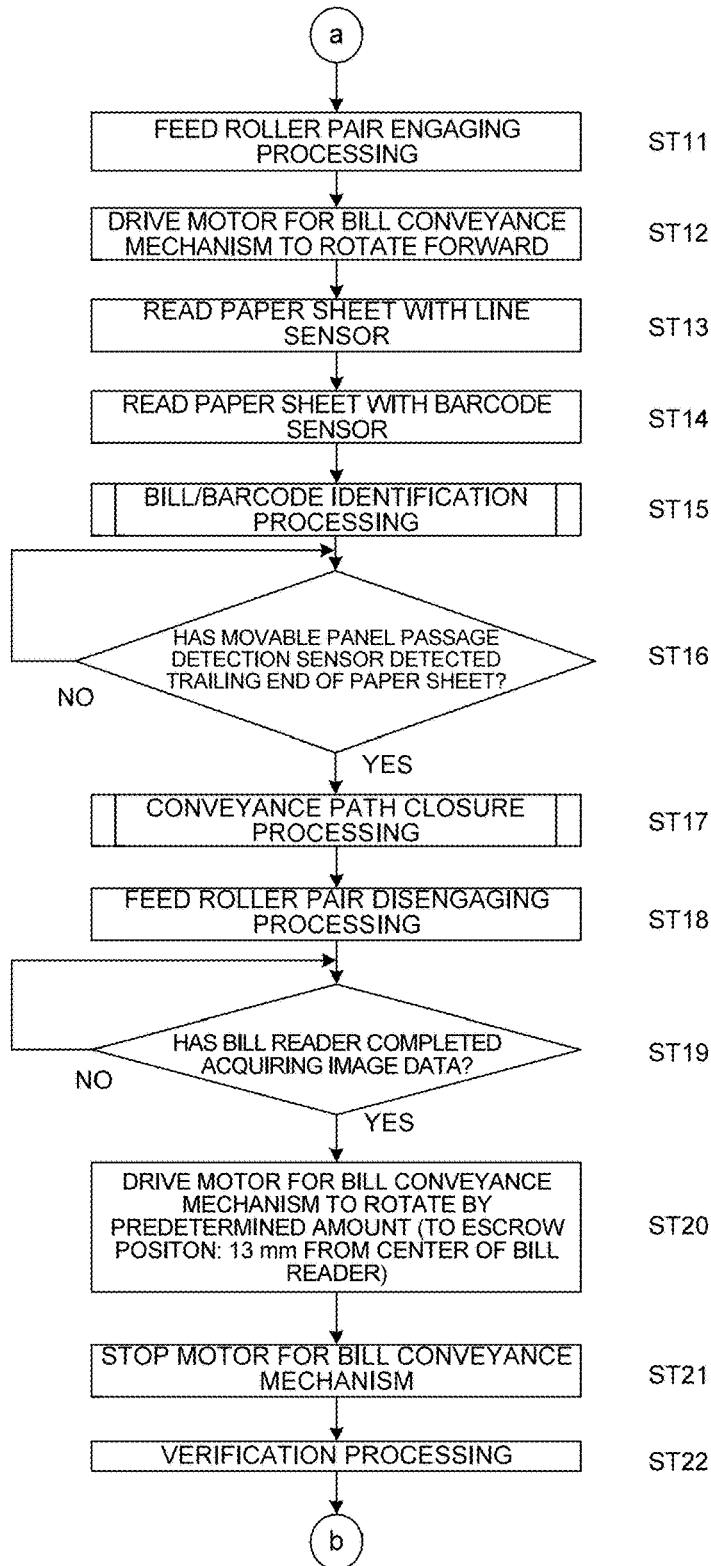 a
FEED ROLLER PAIR ENGAGING
PROCESSING
ST11
DRIVE MOTOR FOR BILL CONVEYANCE
MECHANISM TO ROTATE FORWARD
ST12
READ PAPER SHEET WITH LINE
SENSOR
ST13
READ PAPER SHEET WITH BARCODE
SENSOR
ST14
BILL/BARCODE IDENTIFICATION
PROCESSING
ST15
HAS MOVABLE PANEL PASSAGE
DETECTION SENSOR DETECTED
TRAILING END OF PAPER SHEET?
ST16
NO
YES
CONVEYANCE PATH CLOSURE
PROCESSING
ST17
FEED ROLLER PAIR DISENGAGING
PROCESSING
ST18
HAS BILL READER COMPLETED
ACQUIRING IMAGE DATA?
ST19
NO
YES
DRIVE MOTOR FOR BILL CONVEYANCE
MECHANISM TO ROTATE BY
PREDETERMINED AMOUNT (TO ESCROW
POSITON: 13 mm FROM CENTER OF BILL
READER)
ST20
STOP MOTOR FOR BILL CONVEYANCE
MECHANISM
ST21
VERIFICATION PROCESSING
ST22
b